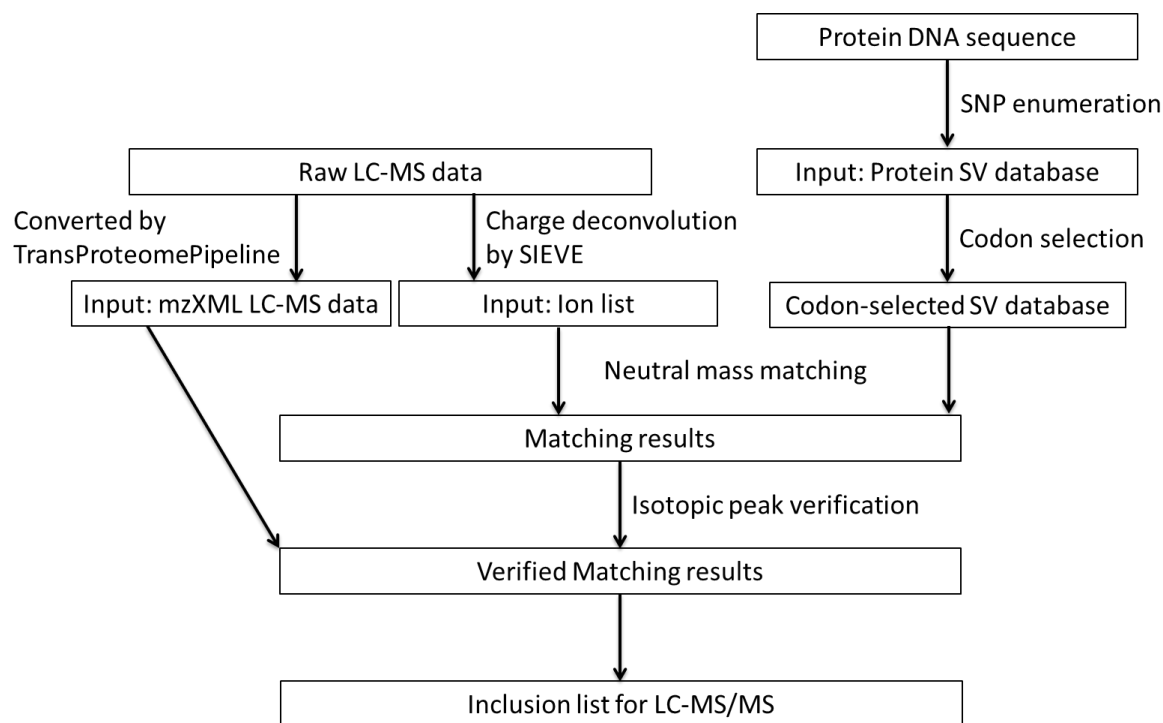 Protein DNA sequence
SNP enumeration
Raw LC-MS data
Input: Protein SV database
Converted by
TransProteomePipeline
Charge deconvolution
by SIEVE
Codon selection
Input: mzXML LC-MS data
Input: Ion list
Codon-selected SV database
Neutral mass matching
Matching results
Isotopic peak verification
Verified Matching results
Inclusion list for LC-MS/MS